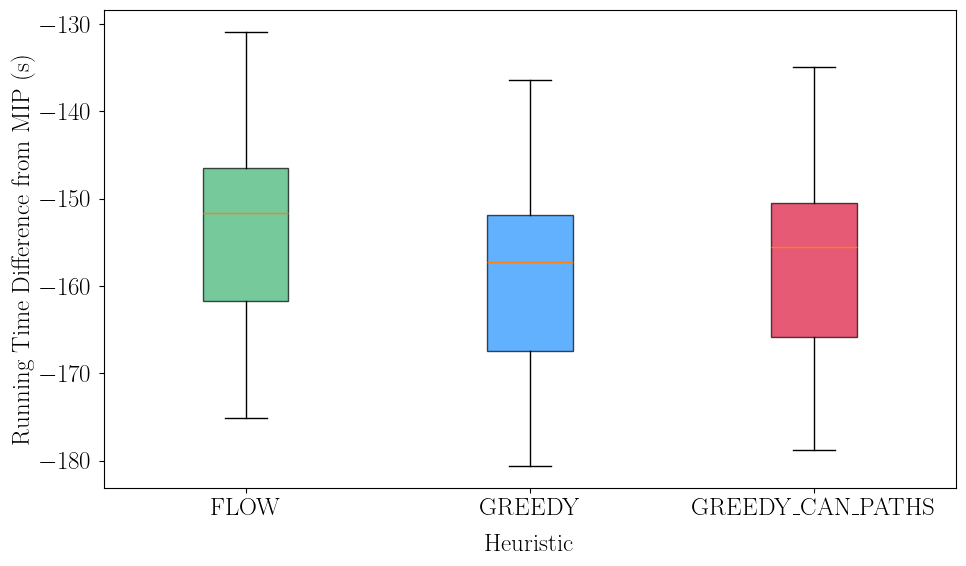 Running Time Difference from MIP (s)
−130
−140
−150
−160
−170
−180
FLOW
GREEDY
GREEDY_CAN_PATHS
Heuristic